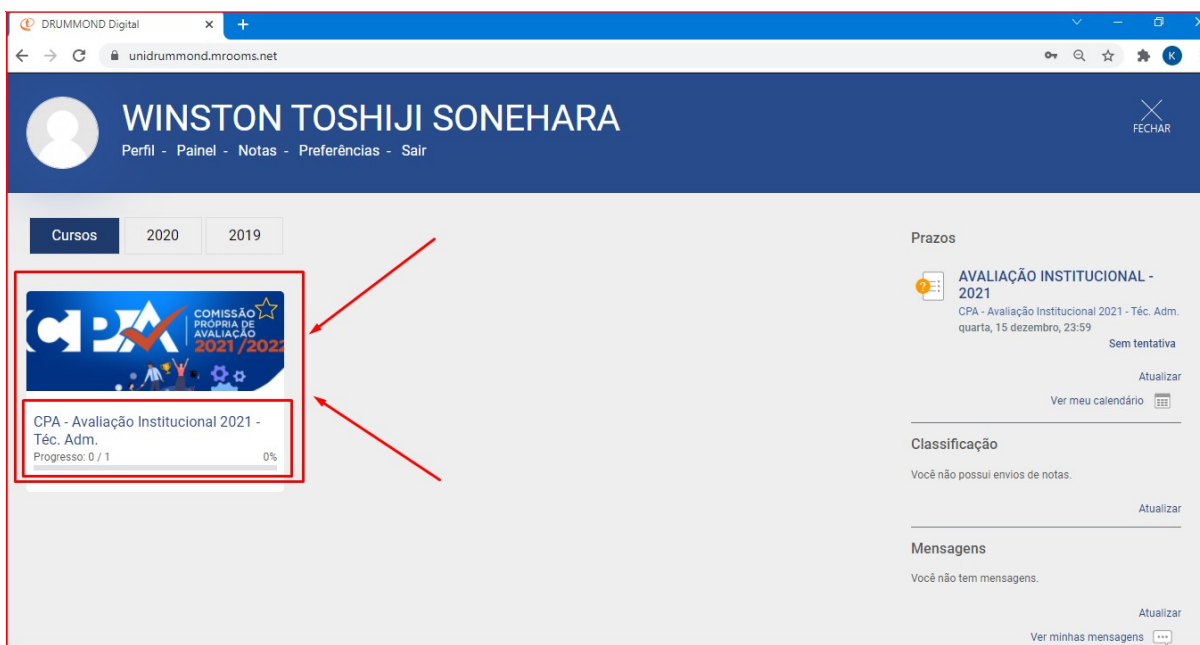 DRUMMOND Digital
unidrummond.mrooms.net
K
WINSTON TOSHIJI SONEHARA
Perfil - Painel - Notas - Preferências - Sair
FECHAR
Cursos
2020
2019
CPA
COMISSÃO
PRÓPRIA DE
AVALIAÇÃO
2021/2022
CPA - Avaliação Institucional 2021 -
Téc. Adm.
Progresso: 0 / 1
0%
Prazos
AVALIAÇÃO INSTITUCIONAL -
2021
CPA - Avaliação Institucional 2021 - Téc. Adm.
quarta, 15 dezembro, 23:59
Sem tentativa
Atualizar
Ver meu calendário
Classificação
Você não possui envios de notas.
Atualizar
Mensagens
Você não tem mensagens.
Atualizar
Ver minhas mensagens